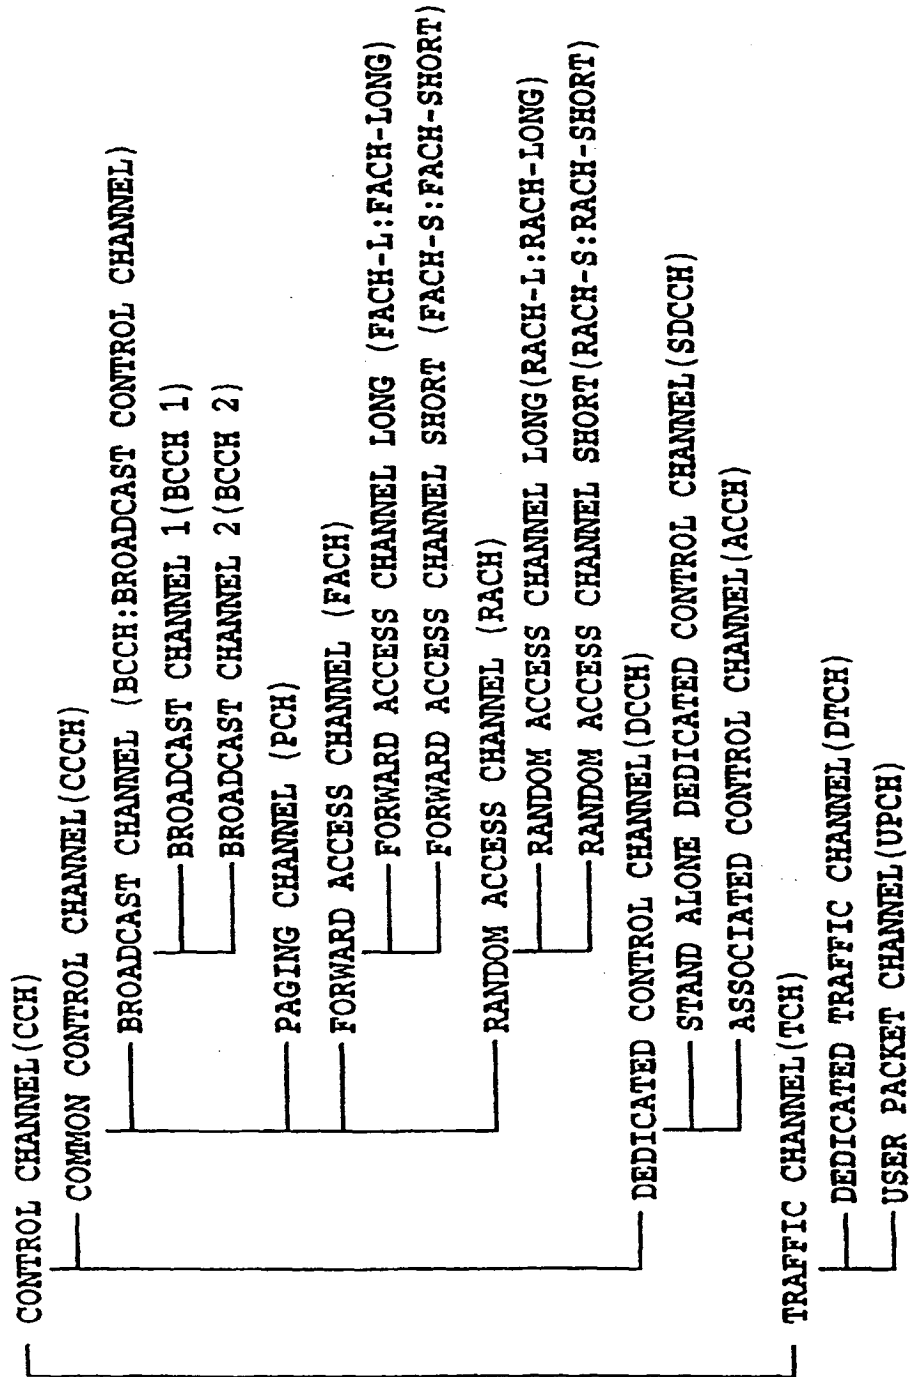 CONTROL CHANNEL(CCH)
COMMON CONTROL CHANNEL(CCCH)
BROADCAST CHANNEL (BCCH:BROADCAST CONTROL CHANNEL)
BROADCAST CHANNEL 1(BCCH 1)
BROADCAST CHANNEL 2(BCCH 2)
PAGING CHANNEL (PCH)
FORWARD ACCESS CHANNEL (FACH)
FORWARD ACCESS CHANNEL LONG (FACH-L:FACH-LONG)
FORWARD ACCESS CHANNEL SHORT (FACH-S:FACH-SHORT)
RANDOM ACCESS CHANNEL (RACH)
RANDOM ACCESS CHANNEL LONG(RACH-L:RACH-LONG)
RANDOM ACCESS CHANNEL SHORT(RACH-S:RACH-SHORT)
DEDICATED CONTROL CHANNEL(DCCH)
STAND ALONE DEDICATED CONTROL CHANNEL(SDCCH)
ASSOCIATED CONTROL CHANNEL(ACCH)
TRAFFIC CHANNEL(TCH)
DEDICATED TRAFFIC CHANNEL(DTCH)
USER PACKET CHANNEL(UPCH)